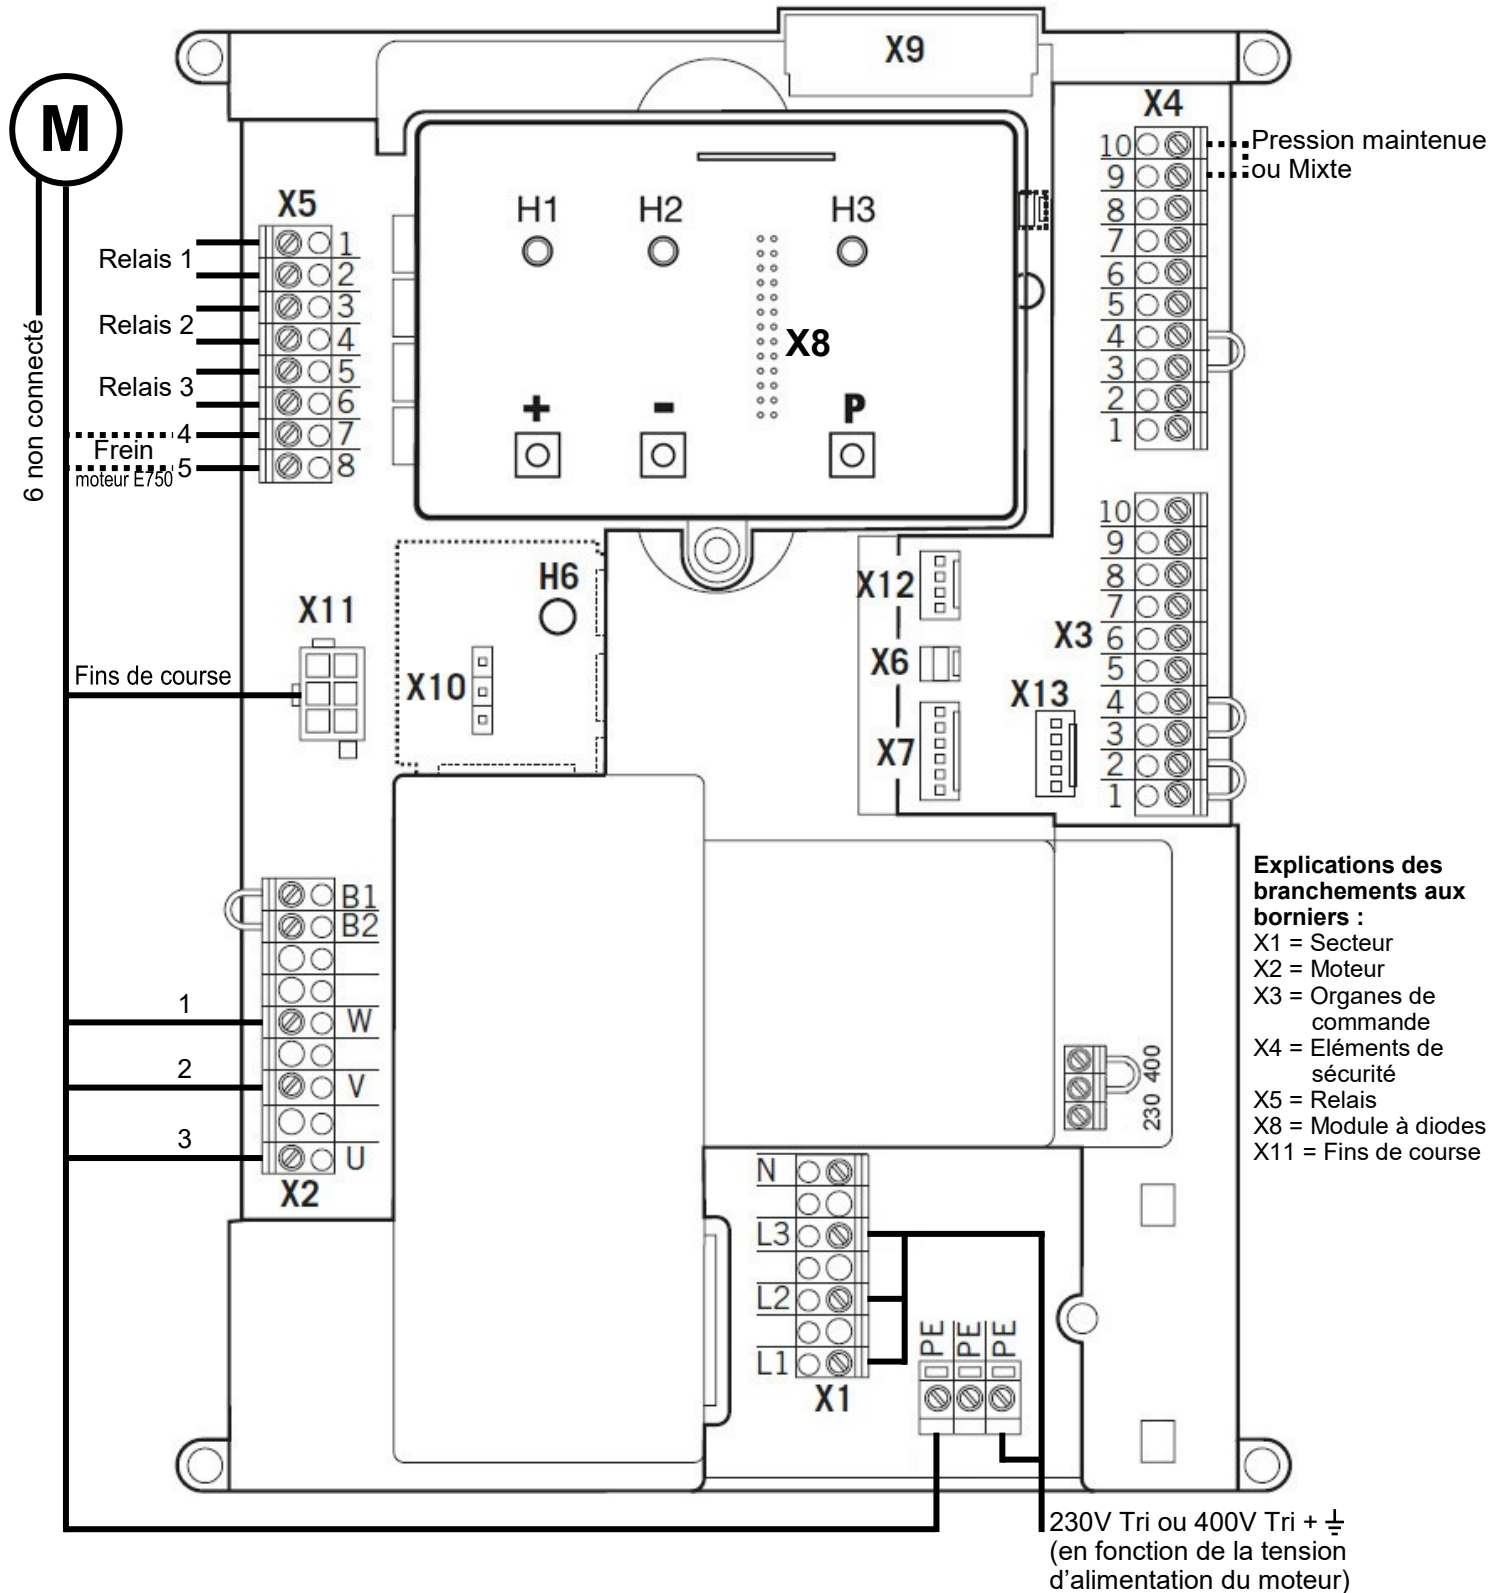 X9
M
X4
10 Pression maintenue
9 ou Mixte
8
7
6
5
4
3
2
1
X5
Relais 1
1
2
Relais 2
3
4
Relais 3
5
6
4 7
Frein
moteur E750 5 8
6 non connecté
H1 H2 H3
X8
+ - P
10
9
8
7
X3 6
5
4
3
2
1
X12
X6
X13
X7
H6
X11
X10
Fins de course
B1
B2
1 W
2 V
3 U
X2
230 400
N
L3
L2
L1
X1
PE PE PE
Explications des
branchements aux
borniers :
X1 = Secteur
X2 = Moteur
X3 = Organes de
commande
X4 = Eléments de
sécurité
X5 = Relais
X8 = Module à diodes
X11 = Fins de course
230V Tri ou 400V Tri + ⏚
(en fonction de la tension
d'alimentation du moteur)